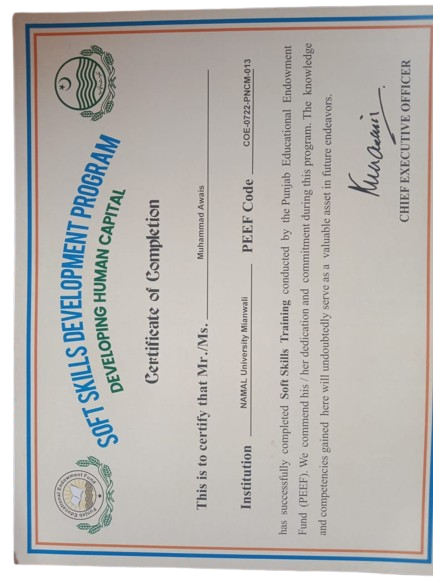 SOFT SKILLS DEVELOPMENT PROGRAM
DEVELOPING HUMAN CAPITAL
Punjab Educational Endowment Fund
Certificate of Completion
This is to certify that Mr./Ms. Muhammad Awais
Institution NAMAL University Mianwali PEEF Code COE-0722-PNCM-013
has successfully completed Soft Skills Training conducted by the Punjab Educational Endowment
Fund (PEEF). We commend his / her dedication and commitment during this program. The knowledge
and competencies gained here will undoubtedly serve as a valuable asset in future endeavors.
CHIEF EXECUTIVE OFFICER